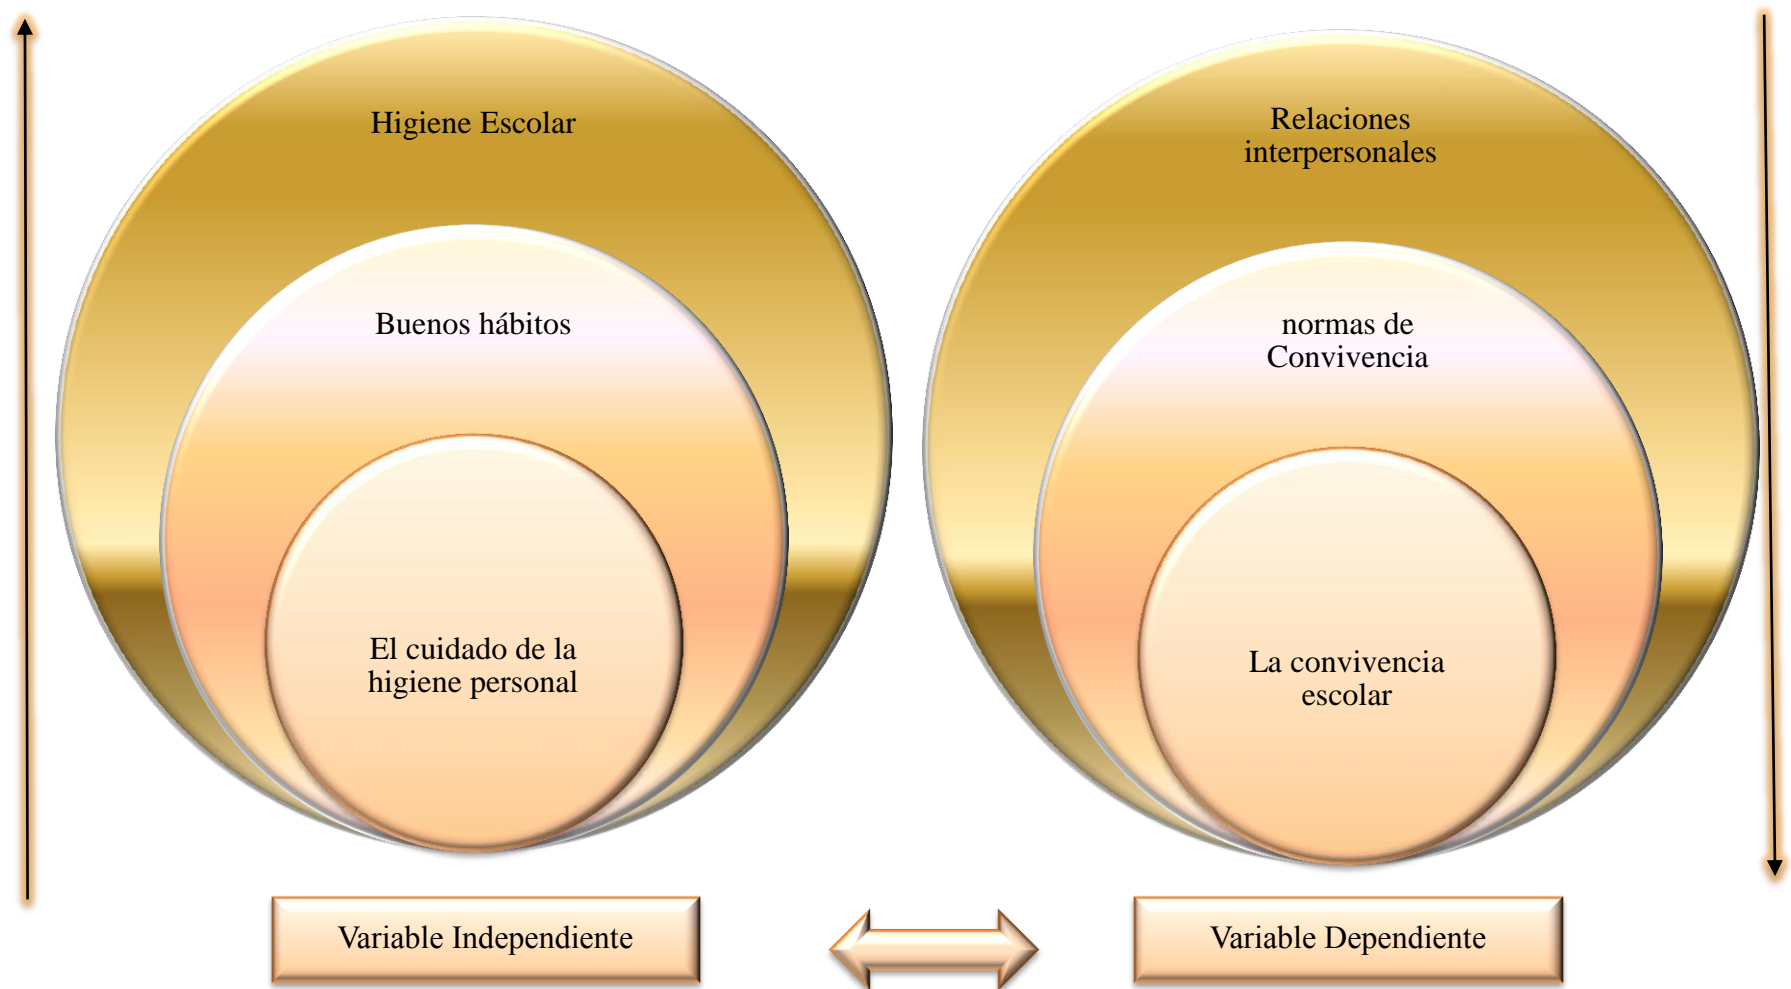 Higiene Escolar
Buenos hábitos
El cuidado de la
higiene personal
Relaciones
interpersonales
normas de
Convivencia
La convivencia
escolar
Variable Independiente
Variable Dependiente